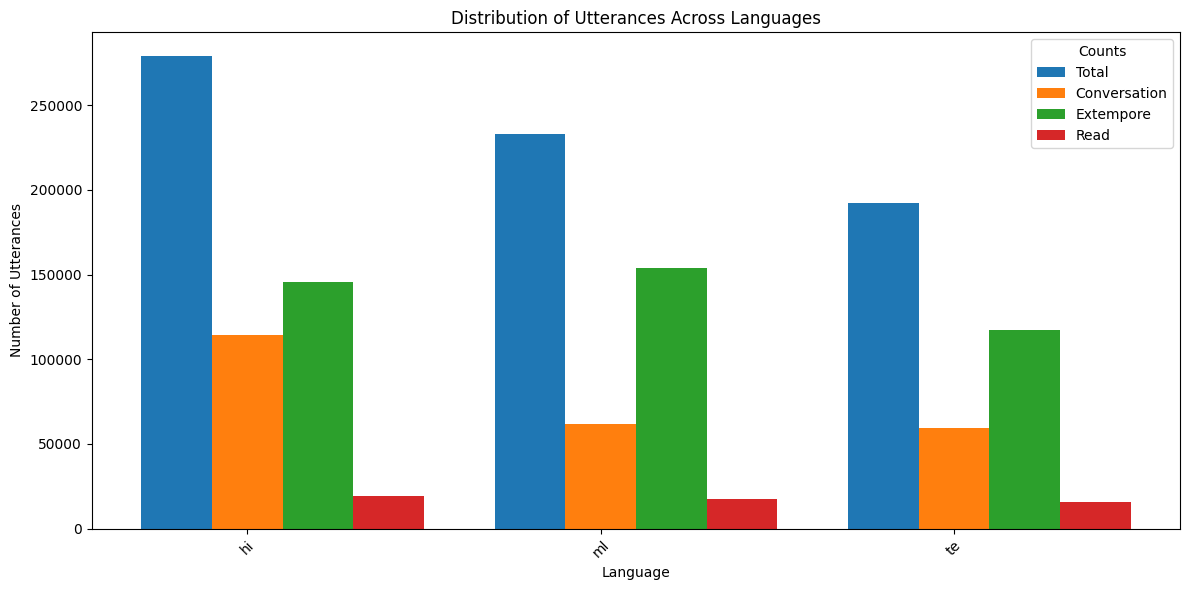 Distribution of Utterances Across Languages
Counts
Total
Conversation
Extempore
Read
Number of Utterances
250000
200000
150000
100000
50000
0
hi
ml
te
Language